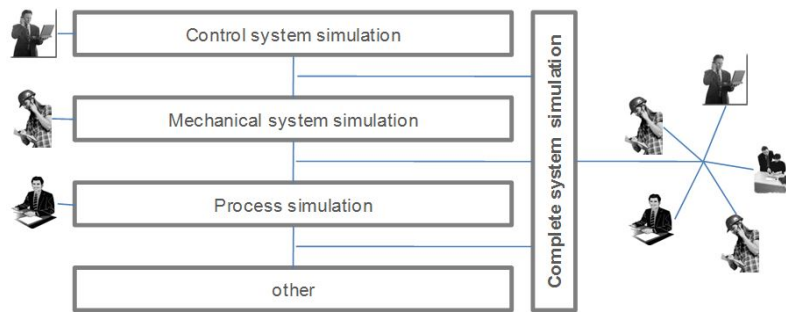 Control system simulation
Mechanical system simulation
Process simulation
other
Complete system simulation